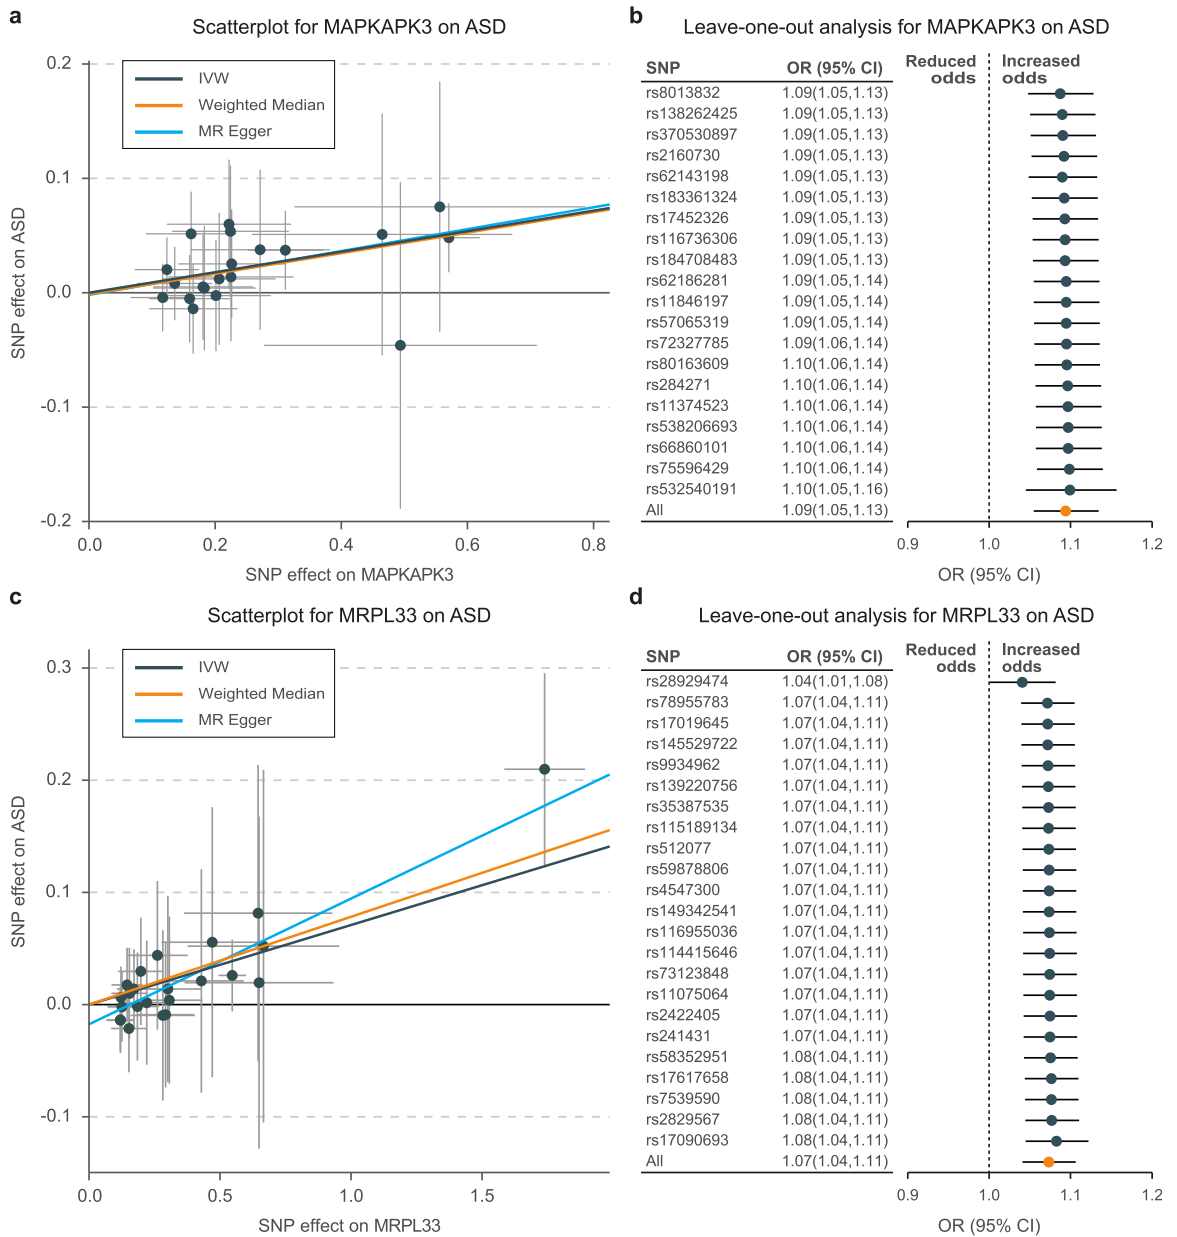 a
Scatterplot for MAPKAPK3 on ASD
IVW
Weighted Median
MR Egger
0.2
0.1
0.0
-0.1
-0.2
SNP effect on ASD
0.0 0.2 0.4 0.6 0.8
SNP effect on MAPKAPK3
b
Leave-one-out analysis for MAPKAPK3 on ASD
SNP OR (95% CI)
Reduced odds
Increased odds
rs8013832 1.09(1.05,1.13)
rs138262425 1.09(1.05,1.13)
rs370530897 1.09(1.05,1.13)
rs2160730 1.09(1.05,1.13)
rs62143198 1.09(1.05,1.13)
rs183361324 1.09(1.05,1.13)
rs17452326 1.09(1.05,1.13)
rs116736306 1.09(1.05,1.13)
rs184708483 1.09(1.05,1.13)
rs62186281 1.09(1.05,1.14)
rs11846197 1.09(1.05,1.14)
rs57065319 1.09(1.05,1.14)
rs72327785 1.09(1.06,1.14)
rs80163609 1.10(1.06,1.14)
rs284271 1.10(1.06,1.14)
rs11374523 1.10(1.06,1.14)
rs538206693 1.10(1.06,1.14)
rs66860101 1.10(1.06,1.14)
rs75596429 1.10(1.06,1.14)
rs532540191 1.10(1.05,1.16)
All 1.09(1.05,1.13)
0.9 1.0 1.1 1.2
OR (95% CI)
c
Scatterplot for MRPL33 on ASD
IVW
Weighted Median
MR Egger
0.3
0.2
0.1
0.0
-0.1
SNP effect on ASD
0.0 0.5 1.0 1.5
SNP effect on MRPL33
d
Leave-one-out analysis for MRPL33 on ASD
SNP OR (95% CI)
Reduced odds
Increased odds
rs28929474 1.04(1.01,1.08)
rs78955783 1.07(1.04,1.11)
rs17019645 1.07(1.04,1.11)
rs145529722 1.07(1.04,1.11)
rs9934962 1.07(1.04,1.11)
rs139220756 1.07(1.04,1.11)
rs35387535 1.07(1.04,1.11)
rs115189134 1.07(1.04,1.11)
rs512077 1.07(1.04,1.11)
rs59878806 1.07(1.04,1.11)
rs4547300 1.07(1.04,1.11)
rs149342541 1.07(1.04,1.11)
rs116955036 1.07(1.04,1.11)
rs114415646 1.07(1.04,1.11)
rs73123848 1.07(1.04,1.11)
rs11075064 1.07(1.04,1.11)
rs2422405 1.07(1.04,1.11)
rs241431 1.07(1.04,1.11)
rs58352951 1.08(1.04,1.11)
rs17617658 1.08(1.04,1.11)
rs7539590 1.08(1.04,1.11)
rs2829567 1.08(1.04,1.11)
rs17090693 1.08(1.04,1.11)
All 1.07(1.04,1.11)
0.9 1.0 1.1 1.2
OR (95% CI)